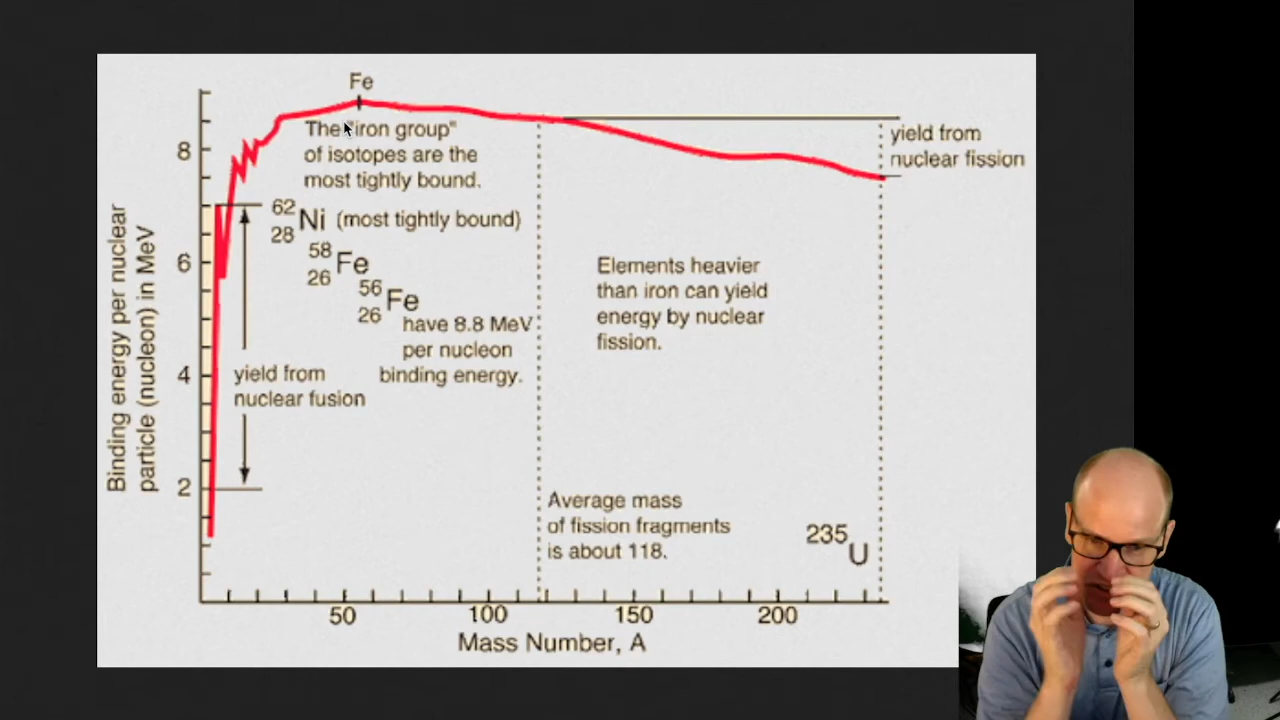 Fe
The "iron group"
of isotopes are the
most tightly bound.
62
28 Ni (most tightly bound)
58
26 Fe
56
26 Fe
have 8.8 MeV
per nucleon
binding energy.
yield from
nuclear fusion
yield from
nuclear fission
Elements heavier
than iron can yield
energy by nuclear
fission.
Average mass
of fission fragments
is about 118.
235
U
Binding energy per nuclear
particle (nucleon) in MeV
8
6
4
2
50 100 150 200
Mass Number, A